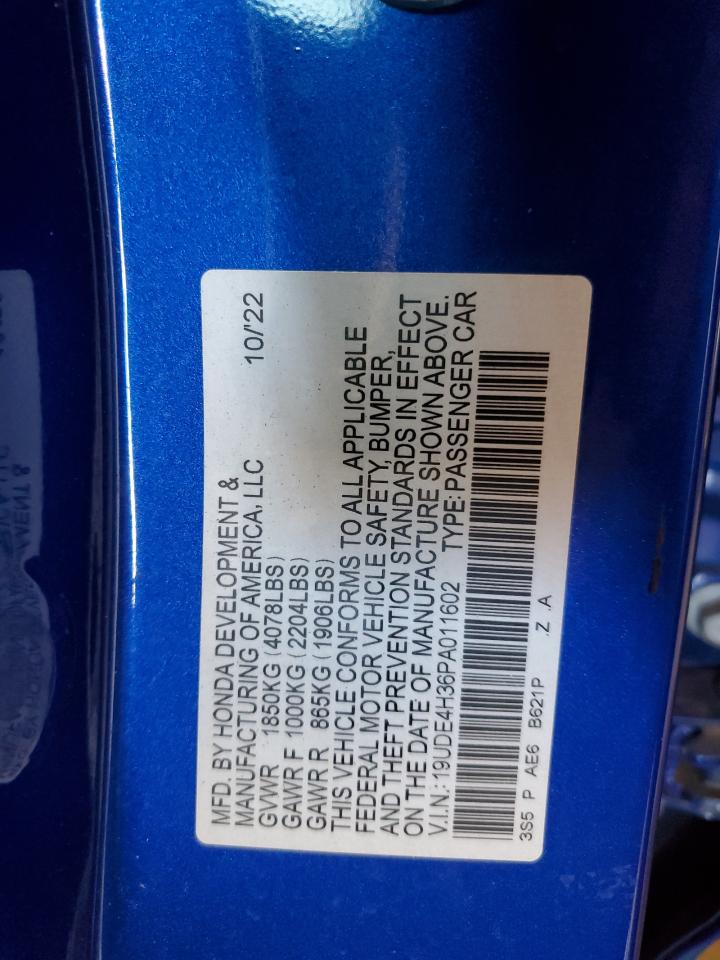 MFD. BY HONDA DEVELOPMENT &
MANUFACTURING OF AMERICA, LLC
GVWR 1850KG (4078LBS) 10/'22
GAWR F 1000KG (2204LBS)
GAWR R 865KG (1906LBS)
THIS VEHICLE CONFORMS TO ALL APPLICABLE
FEDERAL MOTOR VEHICLE SAFETY, BUMPER,
AND THEFT PREVENTION STANDARDS IN EFFECT
ON THE DATE OF MANUFACTURE SHOWN ABOVE.
V.I.N.: 19UDE4H36PA011602 TYPE: PASSENGER CAR
3S5 P AE6 B621P .Z .A